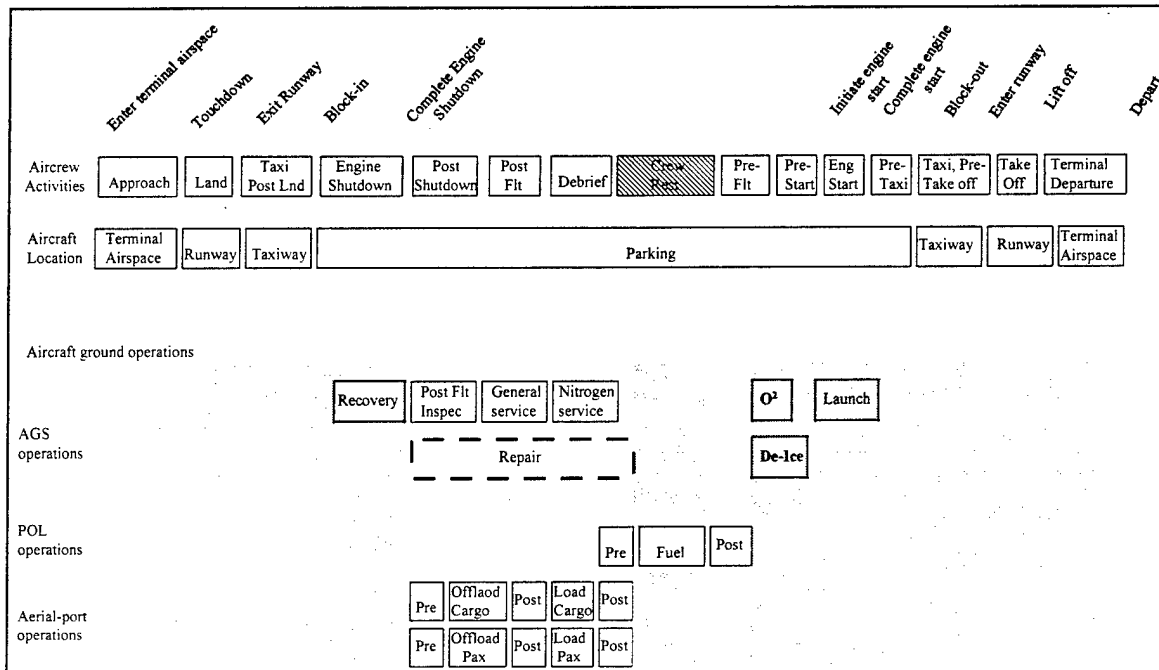 Enter terminal airspace
Touchdown
Exit Runway
Block-in
Complete Engine
Shutdown
Initiate engine
start
Complete engine
start
Block-out
Enter runway
Lift off
Depart
Aircrew
Activities
Approach
Land
Taxi
Post Lnd
Engine
Shutdown
Post
Shutdown
Post
Flt
Debrief
Crew
Rest
Pre-
Flt
Pre-
Start
Eng
Start
Pre-
Taxi
Taxi, Pre-
Take off
Take
Off
Terminal
Departure
Aircraft
Location
Terminal
Airspace
Runway
Taxiway
Parking
Taxiway
Runway
Terminal
Airspace
Aircraft ground operations
AGS
operations
Recovery
Post Flt
Inspec
General
service
Nitrogen
service
O²
Launch
Repair
De-Ice
POL
operations
Pre
Fuel
Post
Aerial-port
operations
Pre
Offlaod
Cargo
Post
Load
Cargo
Post
Pre
Offload
Pax
Post
Load
Pax
Post